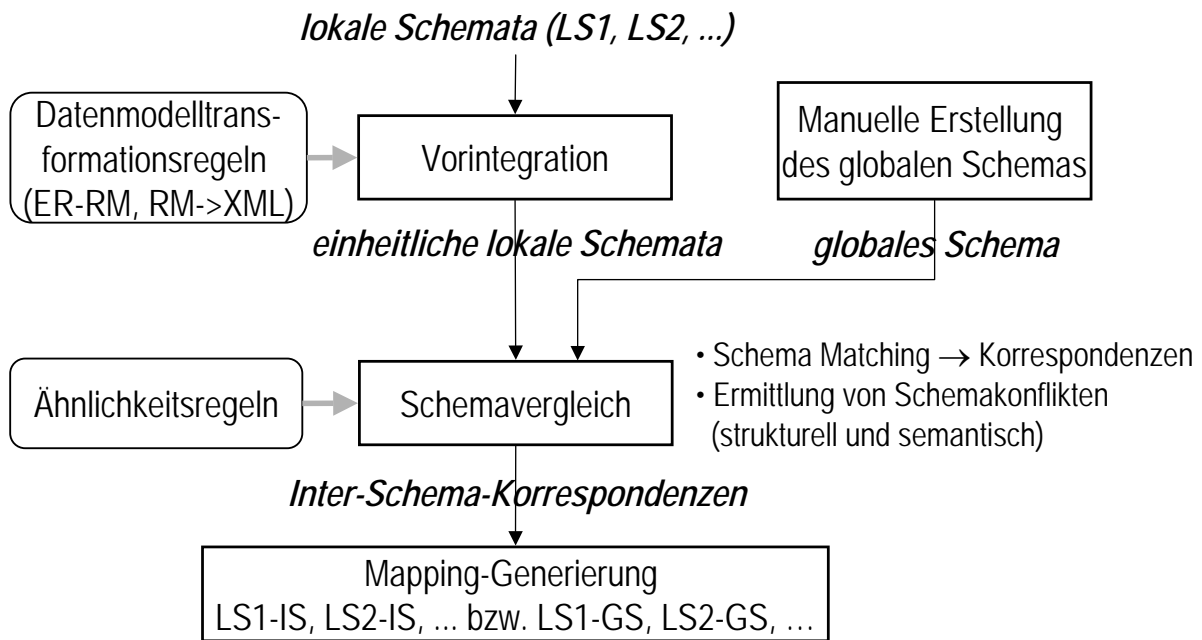 lokale Schemata (LS1, LS2, ...)
Datenmodelltrans-
formationsregeln
(ER-RM, RM->XML)
Vorintegration
Manuelle Erstellung
des globalen Schemas
einheitliche lokale Schemata
globales Schema
Ähnlichkeitsregeln
Schemavergleich
• Schema Matching → Korrespondenzen
• Ermittlung von Schemakonflikten
(strukturell und semantisch)
Inter-Schema-Korrespondenzen
Mapping-Generierung
LS1-IS, LS2-IS, ... bzw. LS1-GS, LS2-GS, …